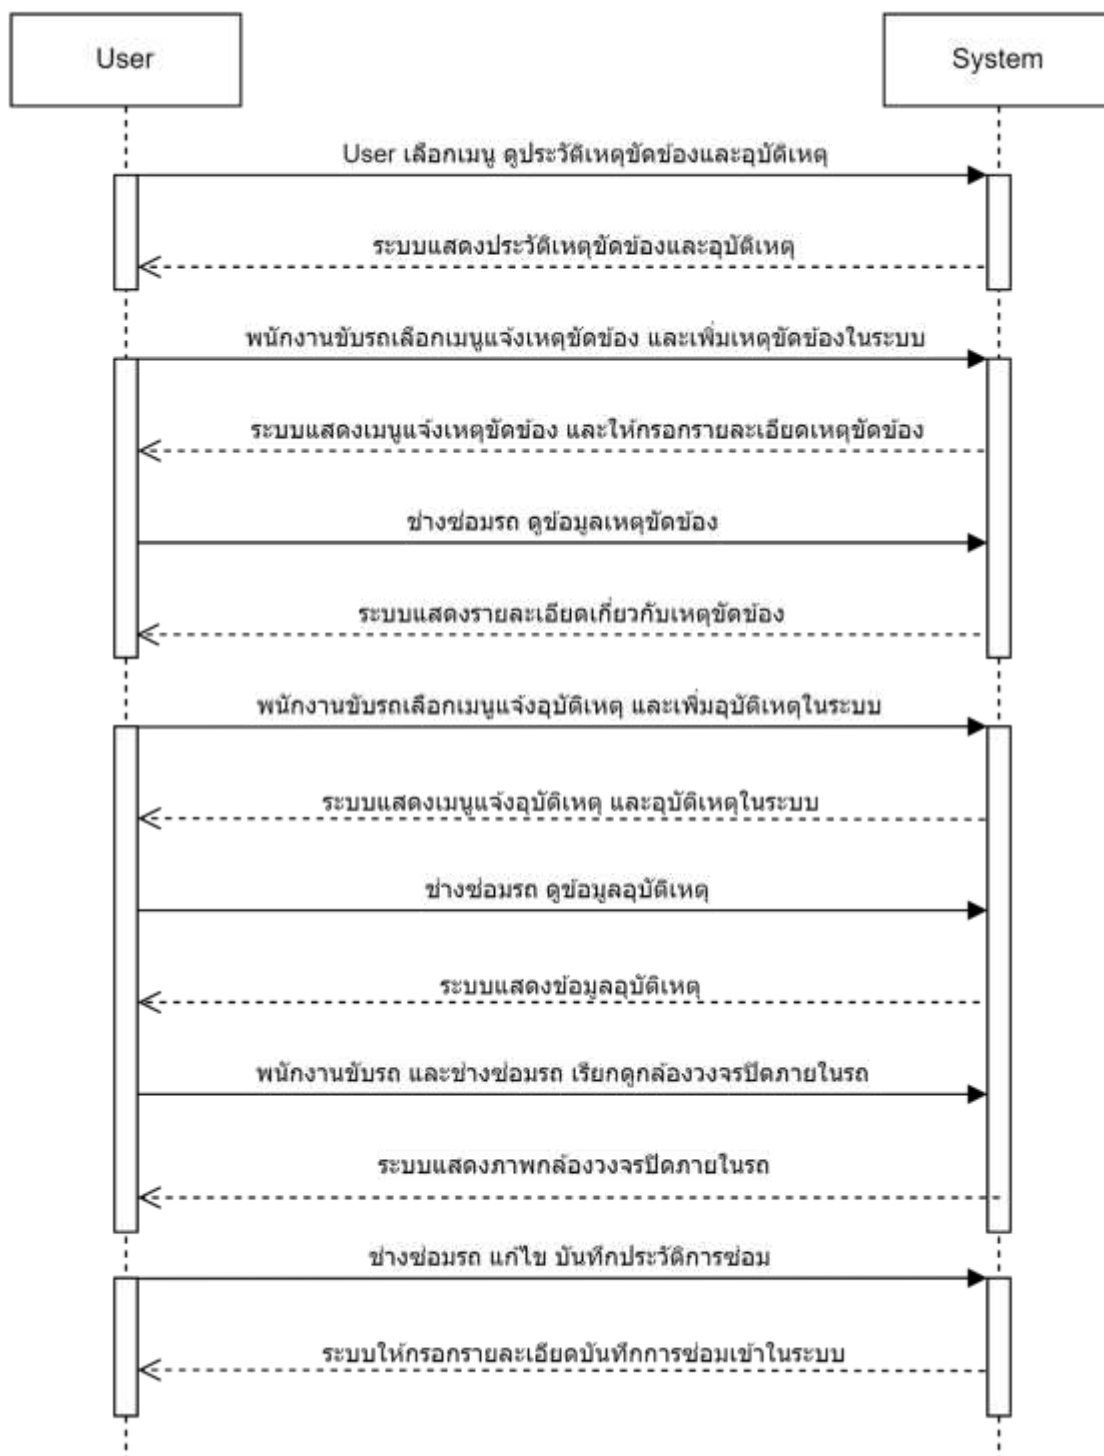 User
System
User เลือกเมนู ดูประวัติเหตุขัดข้องและอุบัติเหตุ
ระบบแสดงประวัติเหตุขัดข้องและอุบัติเหตุ
พนักงานขับรถเลือกเมนูแจ้งเหตุขัดข้อง และเพิ่มเหตุขัดข้องในระบบ
ระบบแสดงเมนูแจ้งเหตุขัดข้อง และให้กรอกรายละเอียดเหตุขัดข้อง
ช่างซ่อมรถ ดูข้อมูลเหตุขัดข้อง
ระบบแสดงรายละเอียดเกี่ยวกับเหตุขัดข้อง
พนักงานขับรถเลือกเมนูแจ้งอุบัติเหตุ และเพิ่มอุบัติเหตุในระบบ
ระบบแสดงเมนูแจ้งอุบัติเหตุ และอุบัติเหตุในระบบ
ช่างซ่อมรถ ดูข้อมูลอุบัติเหตุ
ระบบแสดงข้อมูลอุบัติเหตุ
พนักงานขับรถ และช่างซ่อมรถ เรียกดูกล้องวงจรปิดภายในรถ
ระบบแสดงภาพกล้องวงจรปิดภายในรถ
ช่างซ่อมรถ แก้ไข บันทึกประวัติการซ่อม
ระบบให้กรอกรายละเอียดบันทึกการซ่อมเข้าในระบบ